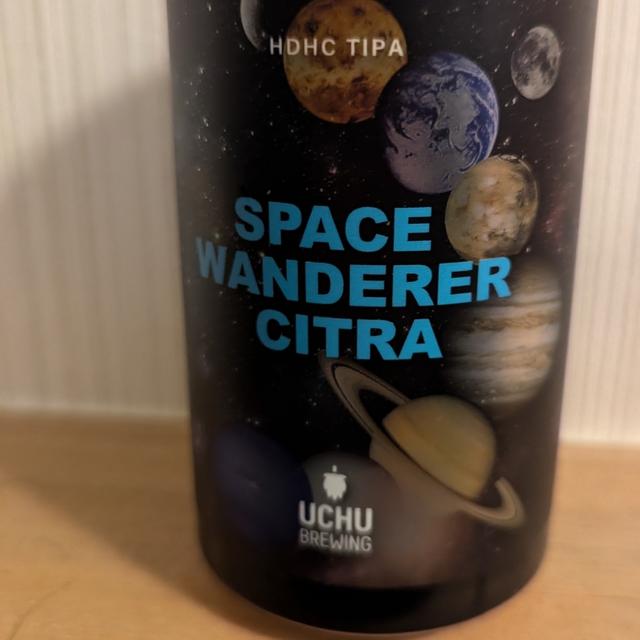 HDHC TIPA
SPACE
WANDERER
CITRA
UCHU
BREWING